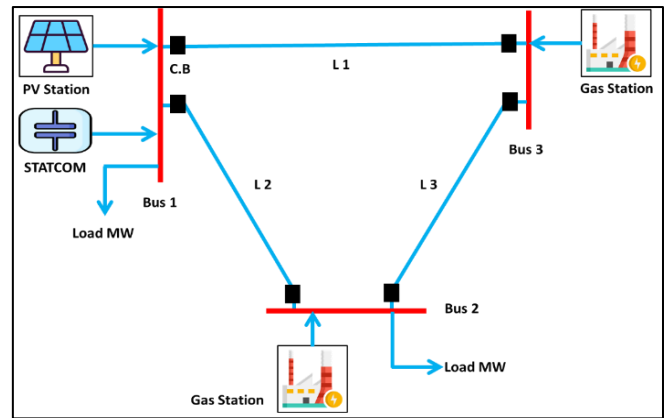 PV Station
C.B
L 1
Gas Station
STATCOM
Bus 3
L 2
L 3
Bus 1
Load MW
Bus 2
Load MW
Gas Station